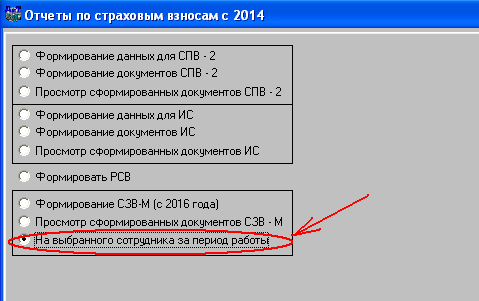 Отчеты по страховым взносам с 2014
Формирование данных для СПВ - 2
Формирование документов СПВ - 2
Просмотр сформированных документов СПВ - 2
Формирование данных для ИС
Формирование документов ИС
Просмотр сформированных документов ИС
Формировать РСВ
Формирование СЗВ-М (с 2016 года)
Просмотр сформированных документов СЗВ - М
На выбранного сотрудника за период работы